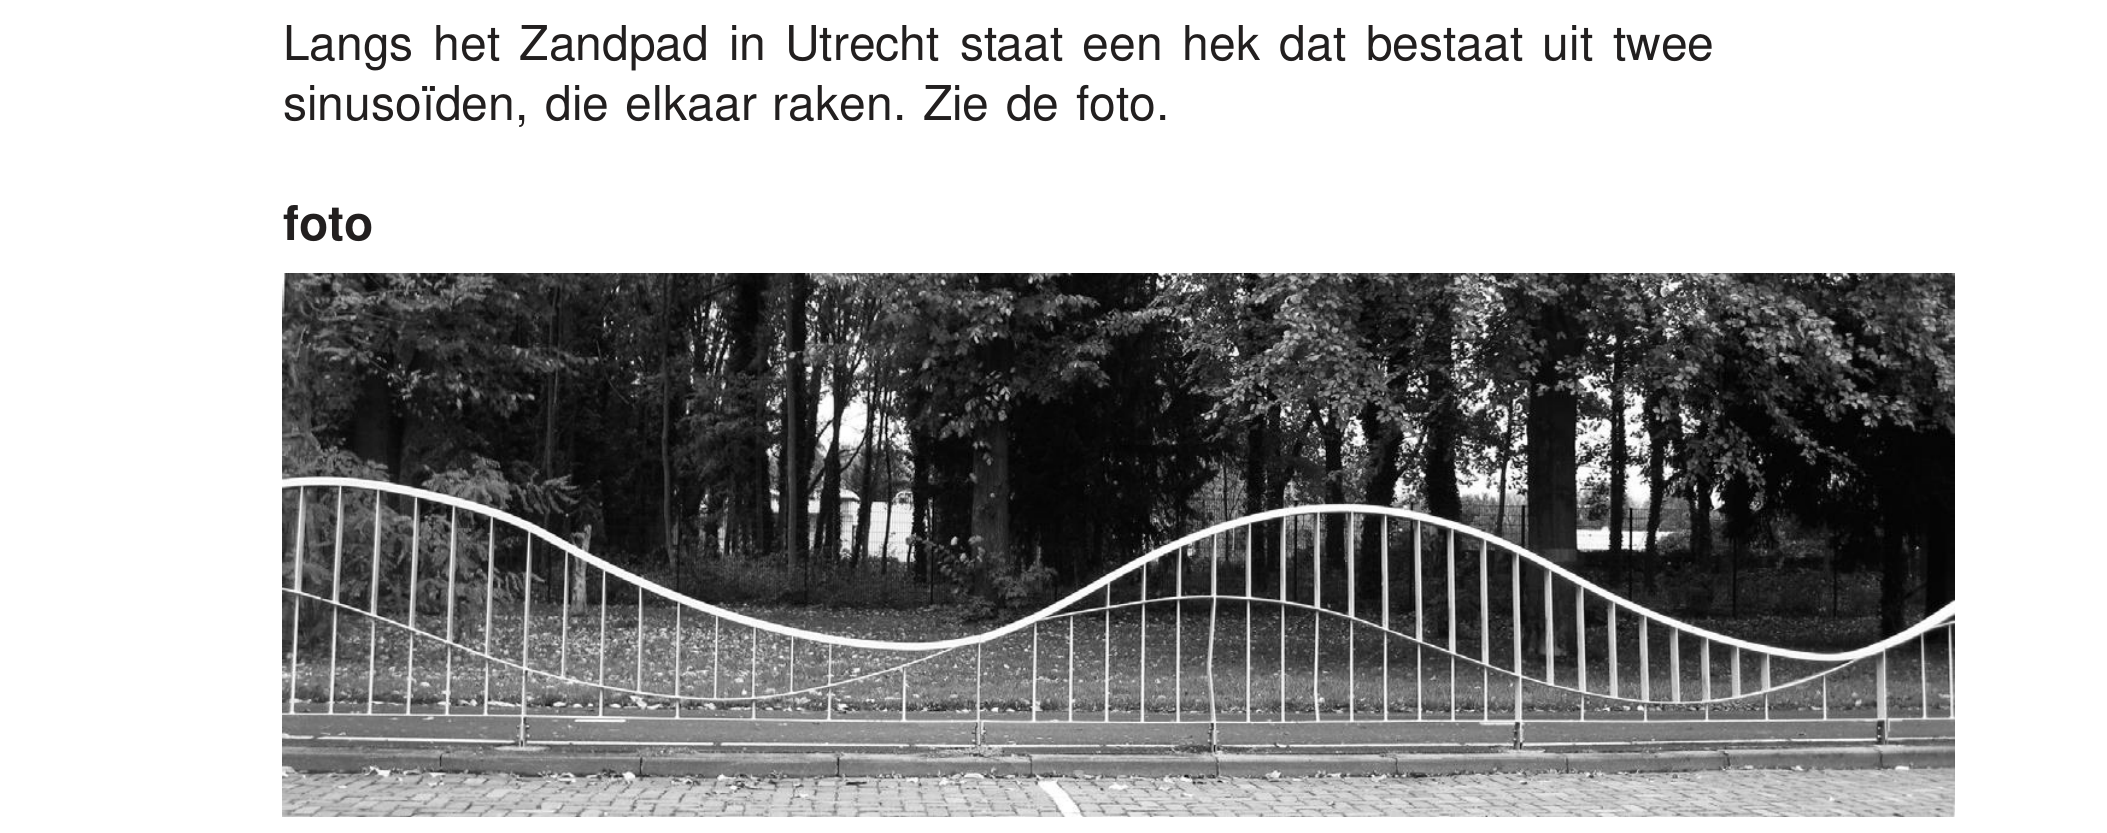 Langs het Zandpad in Utrecht staat een hek dat bestaat uit twee
sinusoïden, die elkaar raken. Zie de foto.
foto